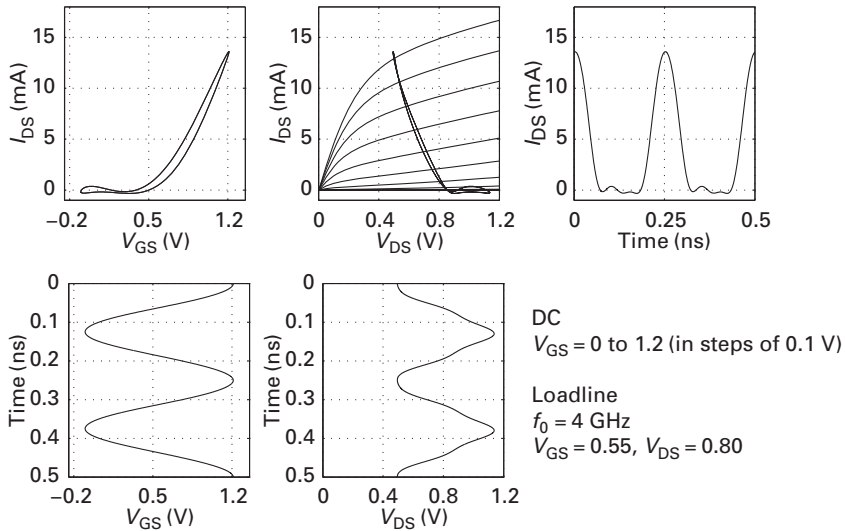 15
10
5
0
I_DS (mA)
−0.2 0.5 1.2
V_GS (V)
15
10
5
0
I_DS (mA)
0 0.4 0.8 1.2
V_DS (V)
15
10
5
0
I_DS (mA)
0 0.25 0.5
Time (ns)
0
0.1
0.2
0.3
0.4
0.5
Time (ns)
−0.2 0.5 1.2
V_GS (V)
0
0.1
0.2
0.3
0.4
0.5
Time (ns)
0 0.4 0.8 1.2
V_DS (V)
DC
V_GS = 0 to 1.2 (in steps of 0.1 V)
Loadline
f_0 = 4 GHz
V_GS = 0.55, V_DS = 0.80